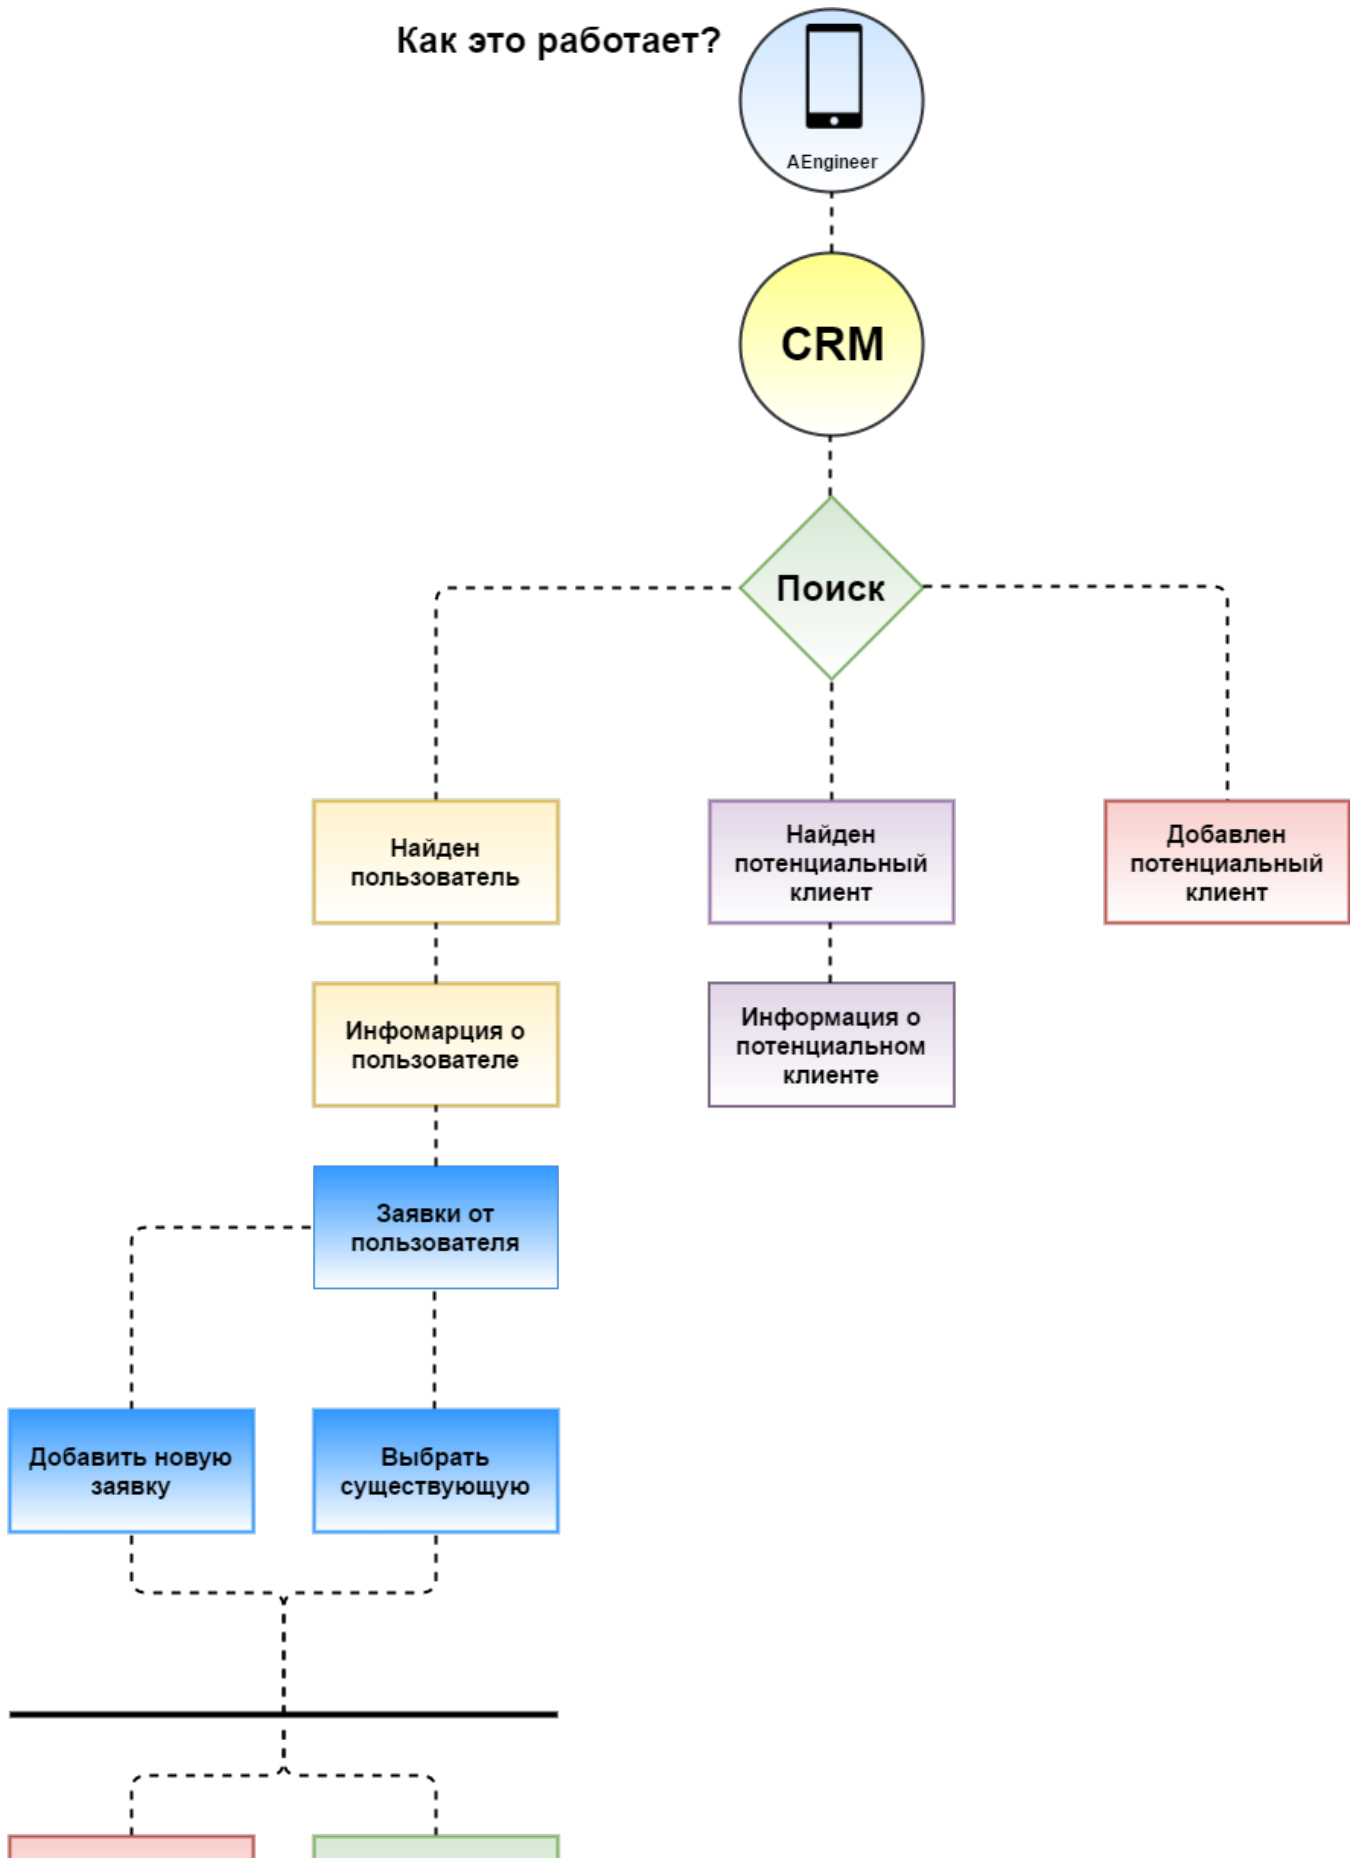 Как это работает?
AEngineer
CRM
Поиск
Найден
пользователь
Найден
потенциальный
клиент
Добавлен
потенциальный
клиент
Инфомарция о
пользователе
Информация о
потенциальном
клиенте
Заявки от
пользователя
Добавить новую
заявку
Выбрать
существующую